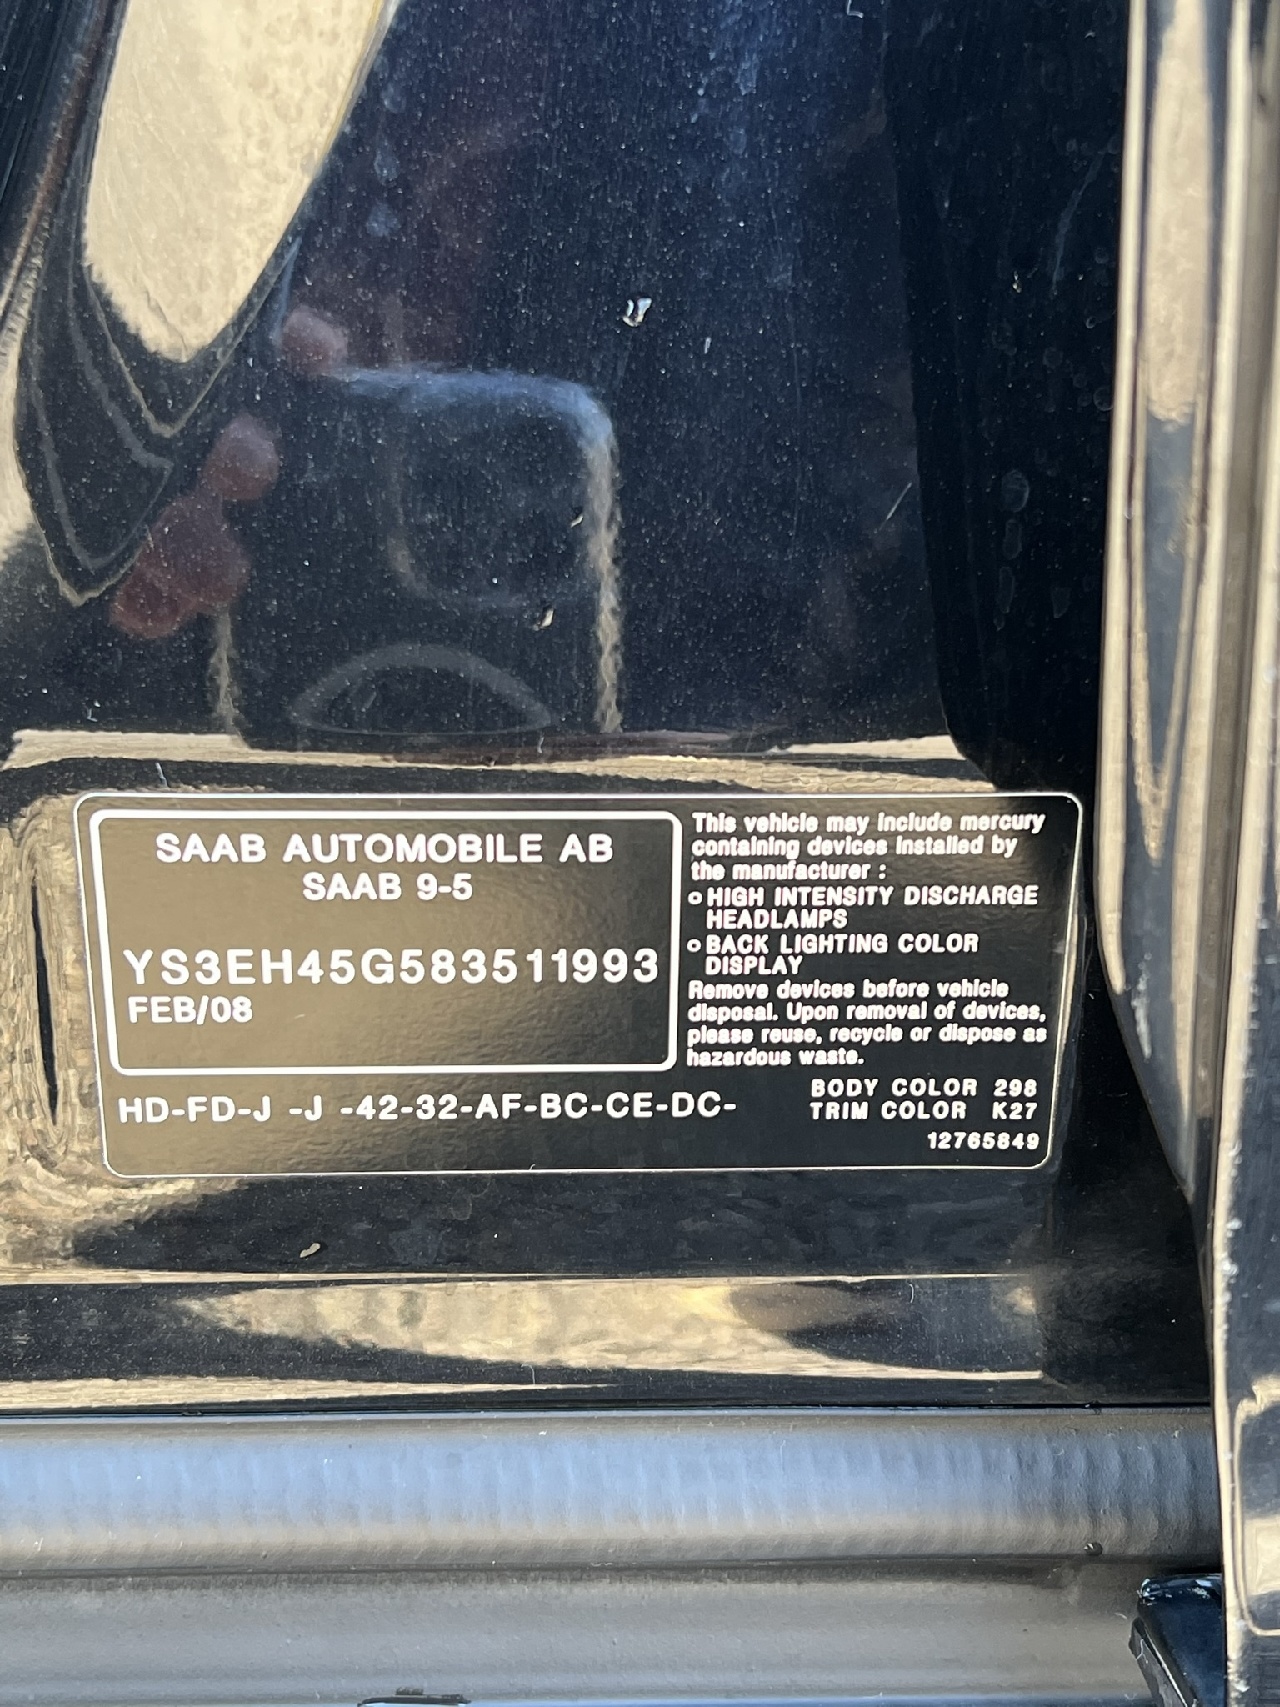 SAAB AUTOMOBILE AB
SAAB 9-5
YS3EH45G583511993
FEB/08
This vehicle may include mercury
containing devices installed by
the manufacturer :
o HIGH INTENSITY DISCHARGE
HEADLAMPS
o BACK LIGHTING COLOR
DISPLAY
Remove devices before vehicle
disposal. Upon removal of devices,
please reuse, recycle or dispose as
hazardous waste.
HD-FD-J -J -42-32-AF-BC-CE-DC-
BODY COLOR 298
TRIM COLOR K27
12765849